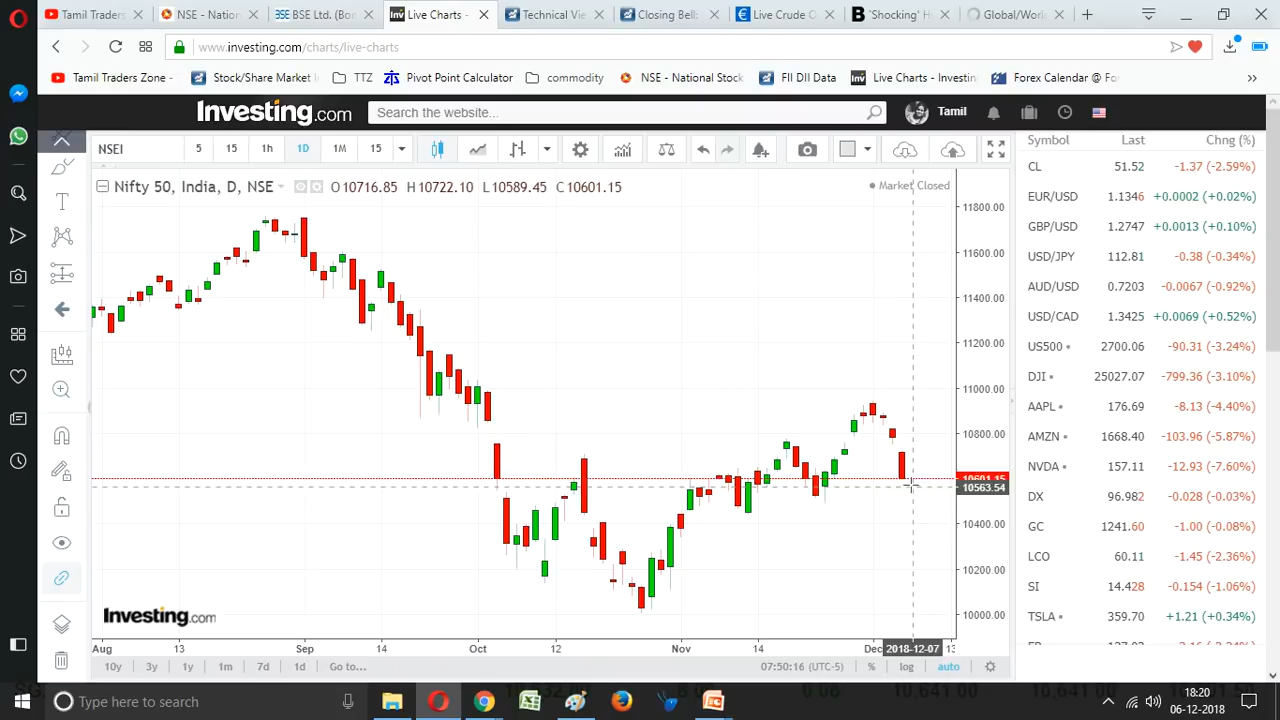 Tamil Trade
NSE - Nation
BSE Ltd. (Bon
Live Charts -
Technical Vie
Closing Bell:
Live Crude O
"Shocking" H
Global/Worl
www.investing.com/charts/live-charts
Tamil Traders Zone -
Stock/Share Market I
TTZ
Pivot Point Calculator
commodity
NSE - National Stock
FII DII Data
Live Charts - Investin
Forex Calendar @ Fo
Investing.com
Search the website...
Tamil
NSEI
5
15
1h
1D
1M
15
Nifty 50, India, D, NSE
O10716.85 H10722.10 L10589.45 C10601.15
Market Closed
11800.00
11600.00
11400.00
11200.00
11000.00
10800.00
10601.15
10563.54
10400.00
10200.00
10000.00
Investing.com
Aug
13
Sep
14
Oct
12
Nov
14
Dec
2018-12-07
13
10y
3y
1y
1m
7d
1d
Go to...
07:50:16 (UTC-5)
%
log
auto
Symbol Last Chng (%)
CL 51.52 -1.37 (-2.59%)
EUR/USD 1.1346 +0.0002 (+0.02%)
GBP/USD 1.2747 +0.0013 (+0.10%)
USD/JPY 112.81 -0.38 (-0.34%)
AUD/USD 0.7203 -0.0067 (-0.92%)
USD/CAD 1.3425 +0.0069 (+0.52%)
US500 2700.06 -90.31 (-3.24%)
DJI 25027.07 -799.36 (-3.10%)
AAPL 176.69 -8.13 (-4.40%)
AMZN 1668.40 -103.96 (-5.87%)
NVDA 157.11 -12.93 (-7.60%)
DX 96.982 -0.028 (-0.03%)
GC 1241.60 -1.00 (-0.08%)
LCO 60.11 -1.45 (-2.36%)
SI 14.428 -0.154 (-1.06%)
TSLA 359.70 +1.21 (+0.34%)
Type here to search
18:20
06-12-2018